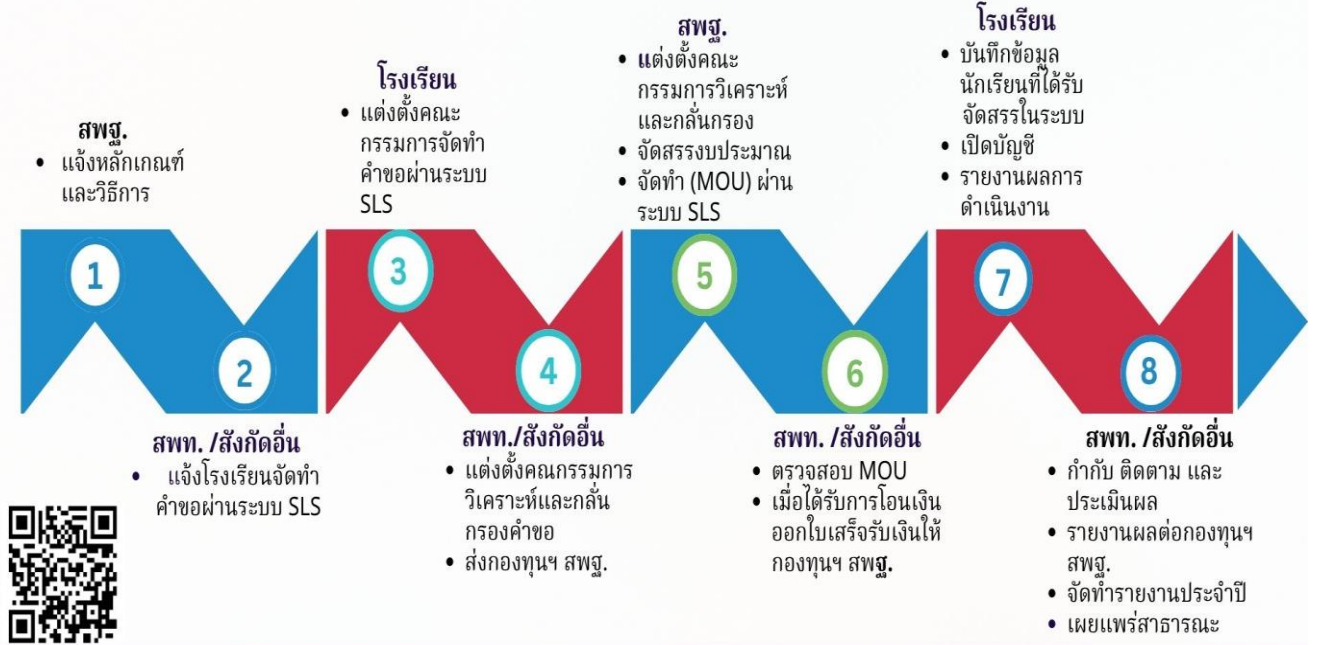 สพฐ.
• แจ้งหลักเกณฑ์
และวิธีการ
1
2
สพท. /สังกัดอื่น
• แจ้งโรงเรียนจัดทำ
คำขอผ่านระบบ SLS
โรงเรียน
• แต่งตั้งคณะ
กรรมการจัดทำ
คำขอผ่านระบบ
SLS
3
4
สพท./สังกัดอื่น
• แต่งตั้งคณกรรมการ
วิเคราะห์และกลั่น
กรองคำขอ
• ส่งกองทุนฯ สพฐ.
สพฐ.
• แต่งตั้งคณะ
กรรมการวิเคราะห์
และกลั่นกรอง
• จัดสรรงบประมาณ
• จัดทำ (MOU) ผ่าน
ระบบ SLS
5
6
สพท. /สังกัดอื่น
• ตรวจสอบ MOU
• เมื่อได้รับการโอนเงิน
ออกใบเสร็จรับเงินให้
กองทุนฯ สพฐ.
โรงเรียน
• บันทึกข้อมูล
นักเรียนที่ได้รับ
จัดสรรในระบบ
• เปิดบัญชี
• รายงานผลการ
ดำเนินงาน
7
8
สพท. /สังกัดอื่น
• กำกับ ติดตาม และ
ประเมินผล
• รายงานผลต่อกองทุนฯ
สพฐ.
• จัดทำรายงานประจำปี
• เผยแพร่สาธารณะ